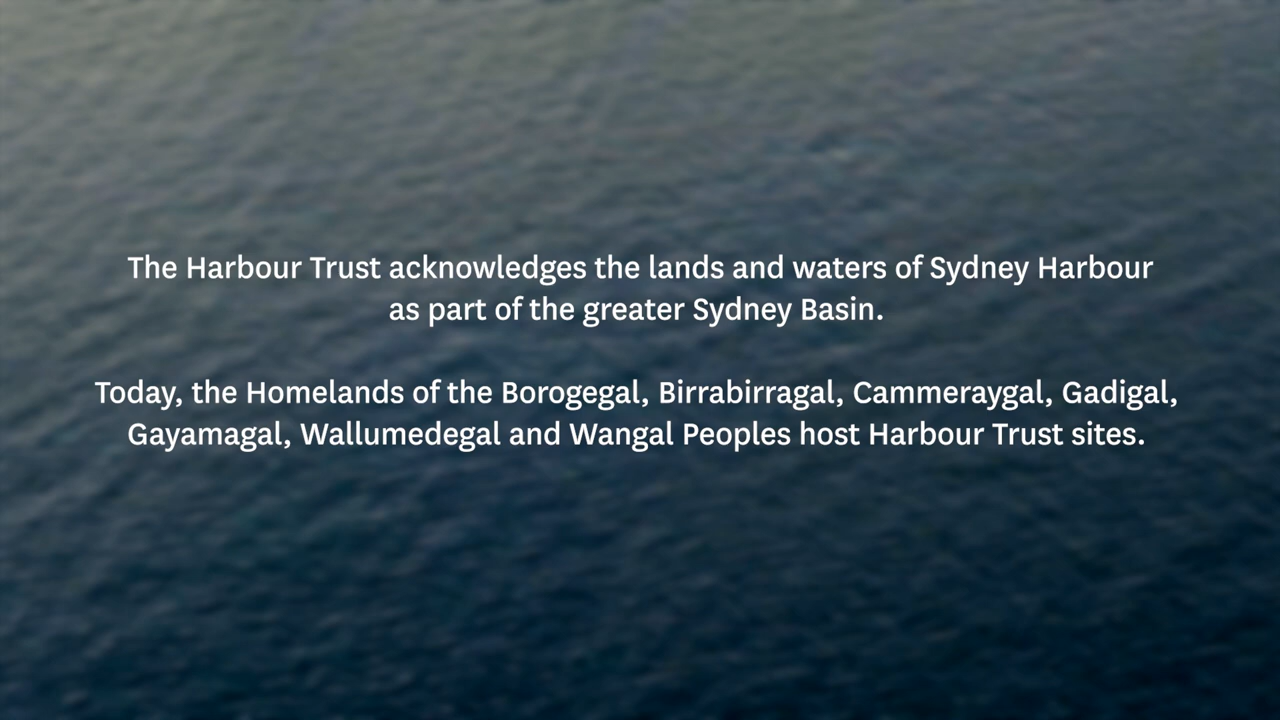 The Harbour Trust acknowledges the lands and waters of Sydney Harbour
as part of the greater Sydney Basin.
Today, the Homelands of the Borogegal, Birrabirragal, Cammeraygal, Gadigal,
Gayamagal, Wallumedegal and Wangal Peoples host Harbour Trust sites.